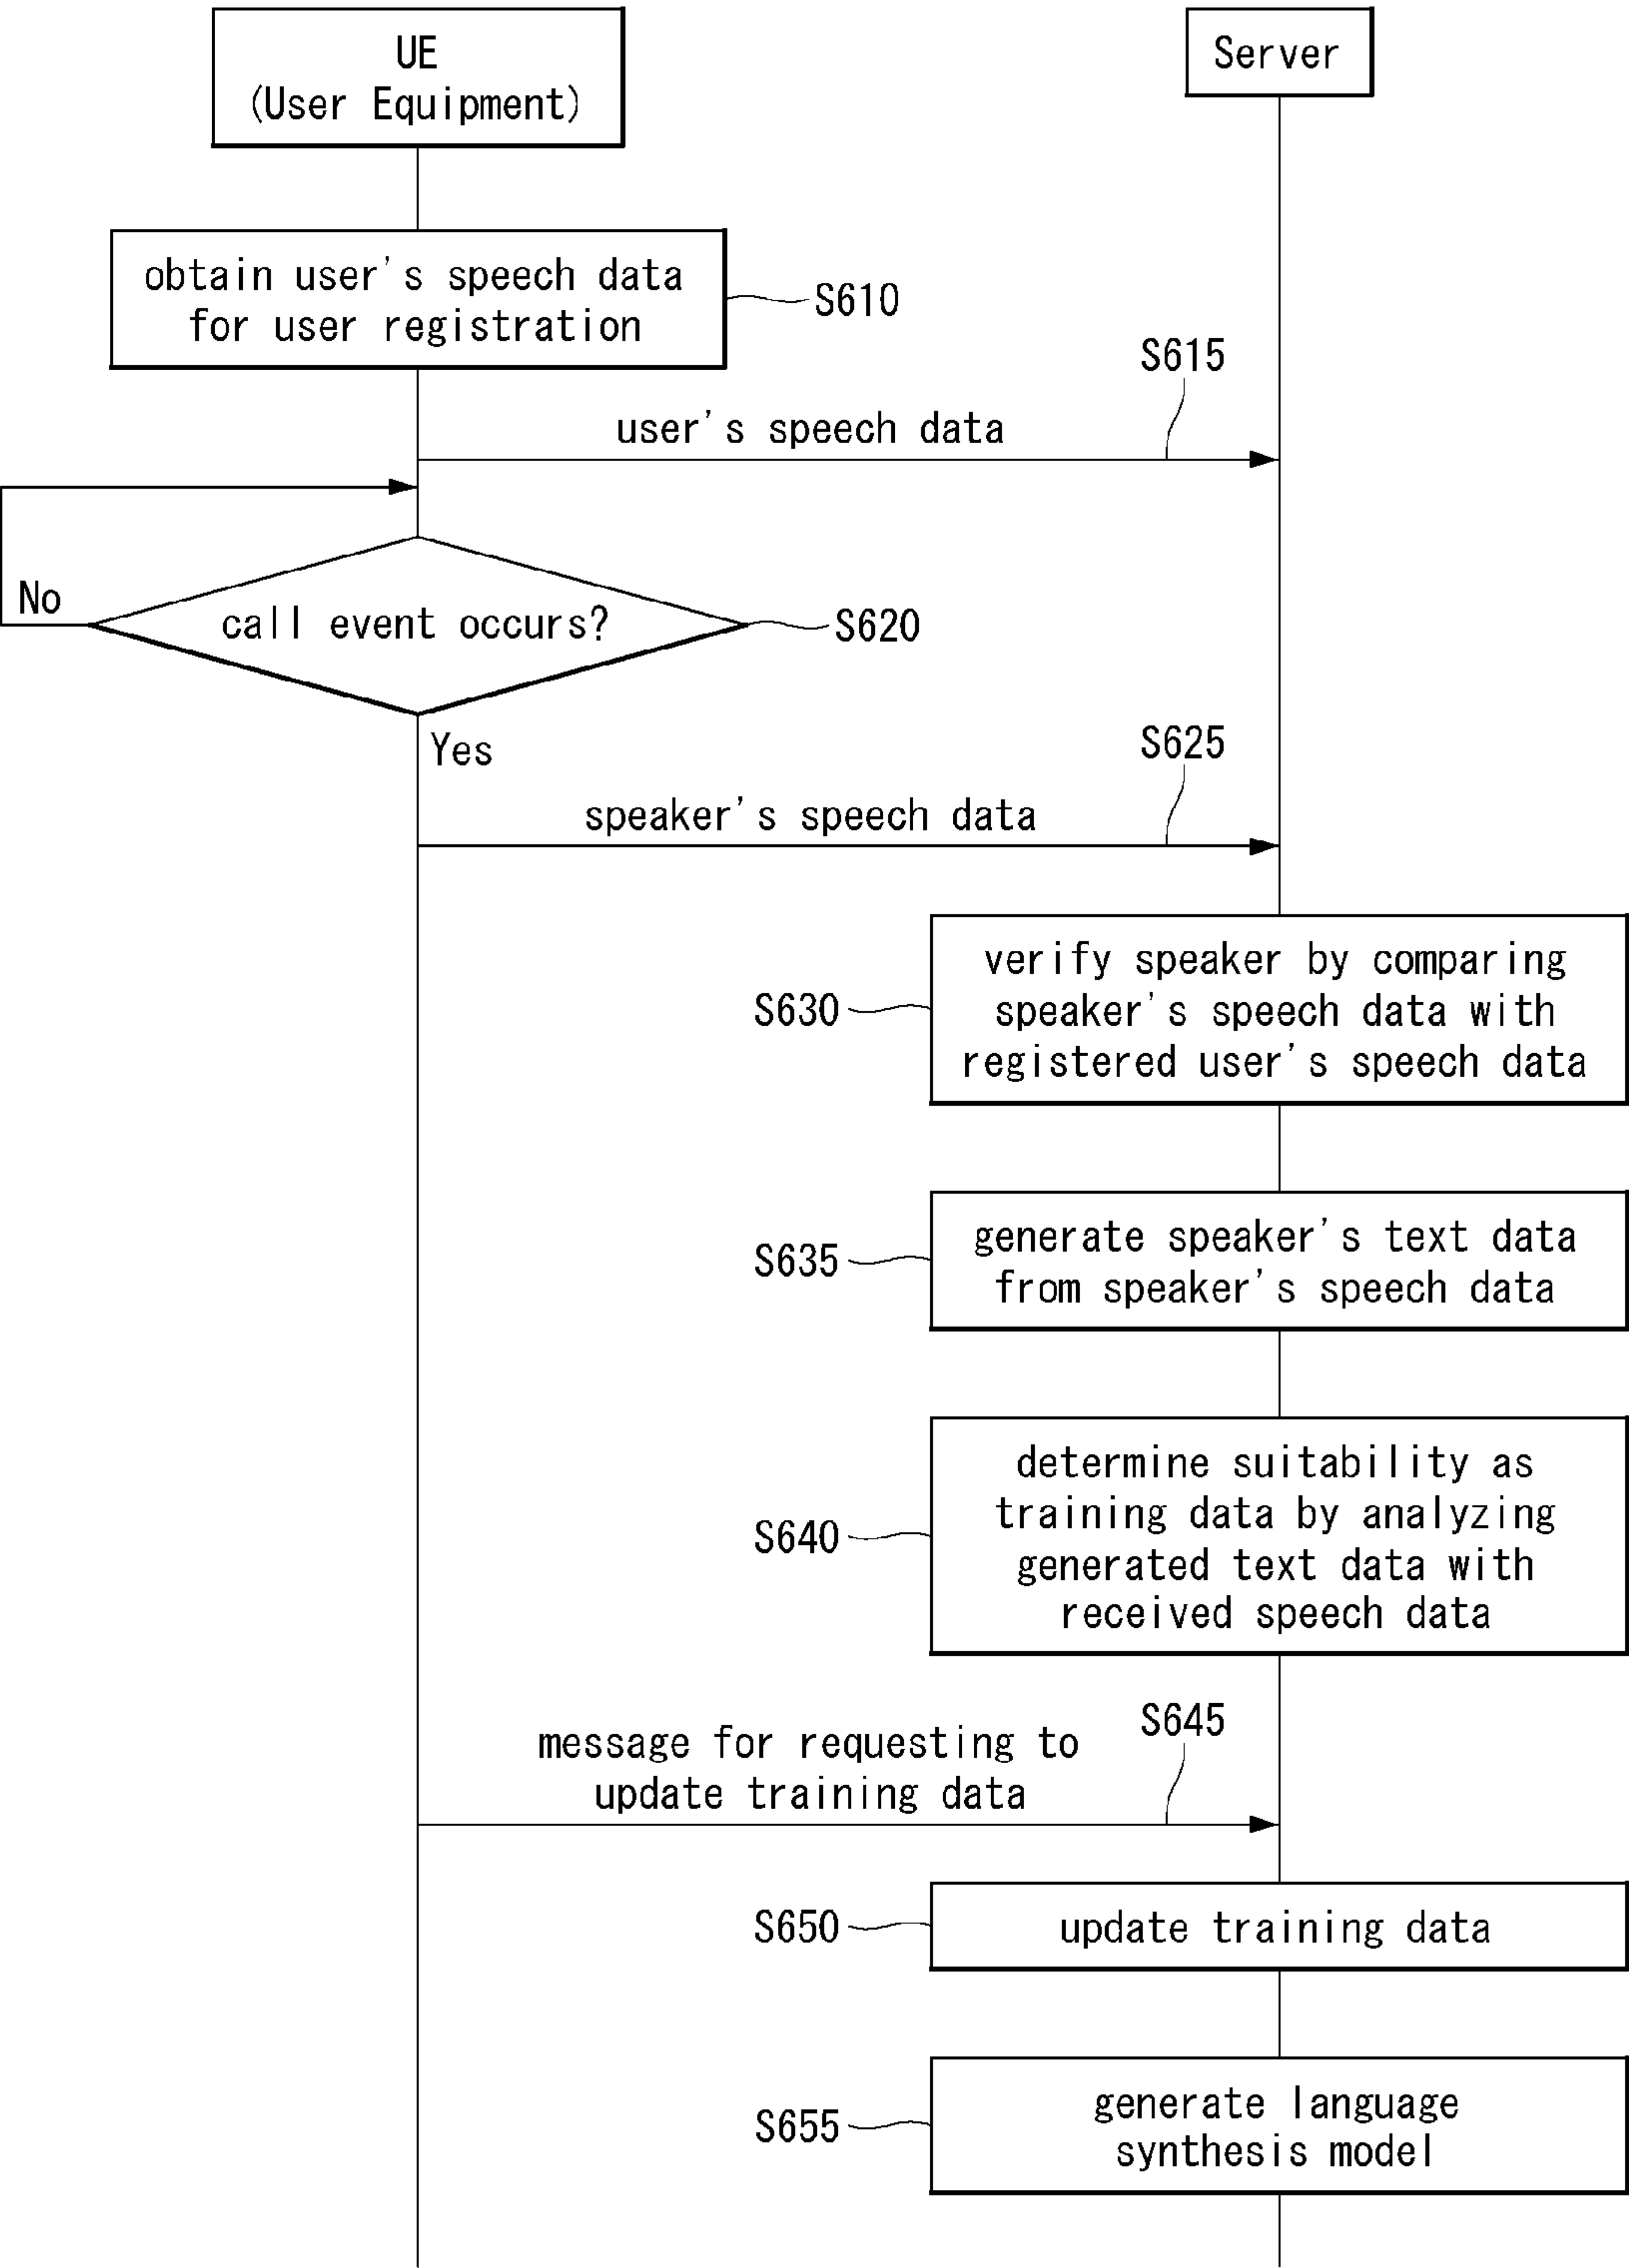 UE
(User Equipment)
Server
obtain user's speech data
for user registration
S610
S615
user's speech data
No
call event occurs?
S620
Yes
S625
speaker's speech data
verify speaker by comparing
speaker's speech data with
registered user's speech data
S630
generate speaker's text data
from speaker's speech data
S635
determine suitability as
training data by analyzing
generated text data with
received speech data
S640
S645
message for requesting to
update training data
S650
update training data
generate language
synthesis model
S655